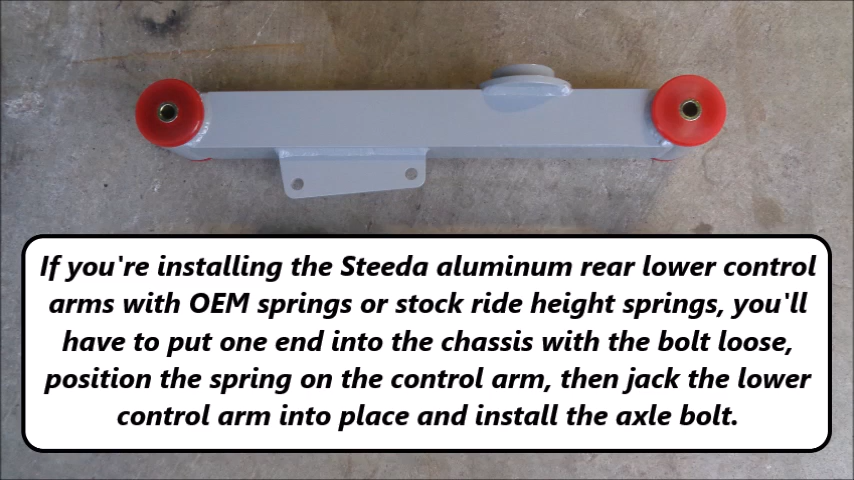 If you're installing the Steeda aluminum rear lower control
arms with OEM springs or stock ride height springs, you'll
have to put one end into the chassis with the bolt loose,
position the spring on the control arm, then jack the lower
control arm into place and install the axle bolt.